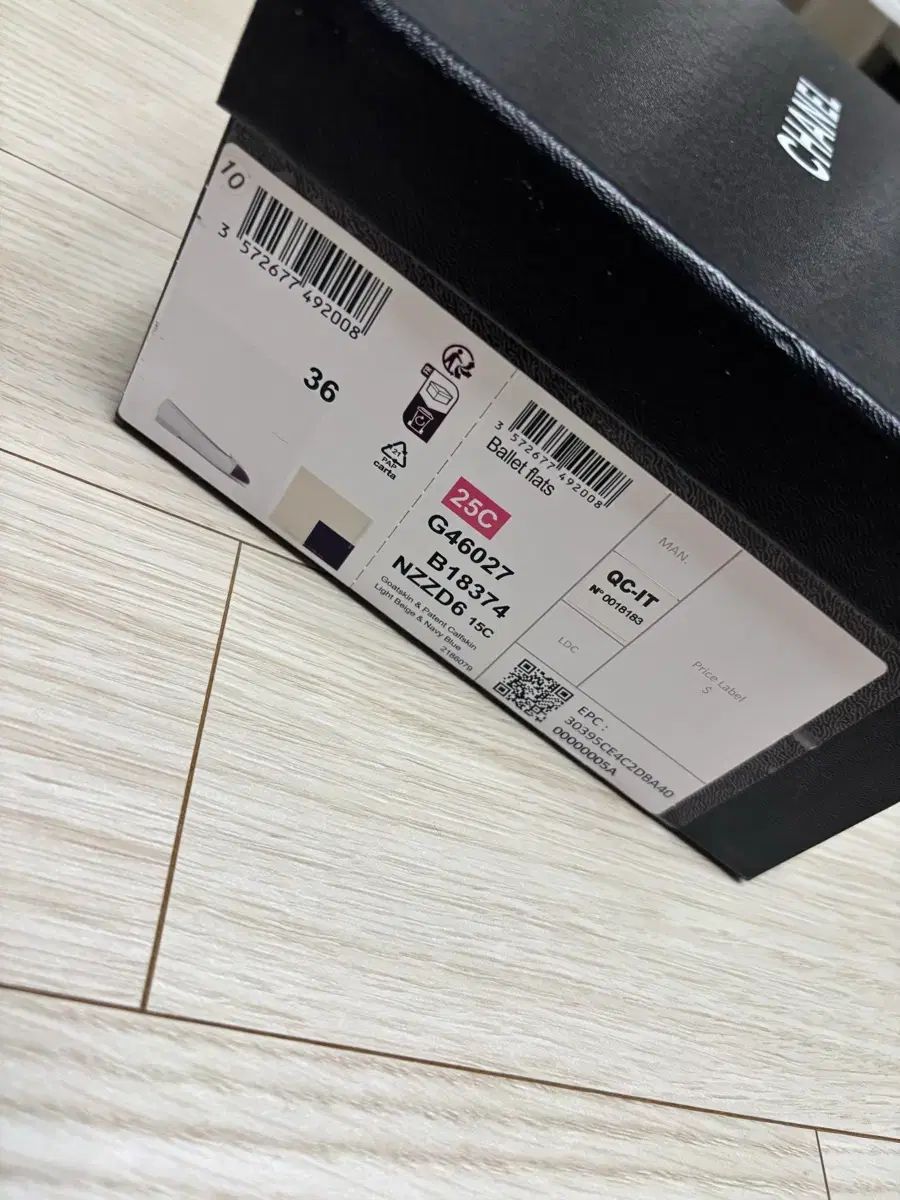 CHANEL
10
3 572677 492008
36
21
PAP
carta
3 572677 492008
Ballet flats
25C
G46027
B18374
NZZD6 15C
Goatskin & Patent Calfskin
Light Beige & Navy Blue
2186079
MAN.
QC-IT
N° 0018183
LDC
Price Label
$
EPC :
30395CE4C2DBA40
00000005A